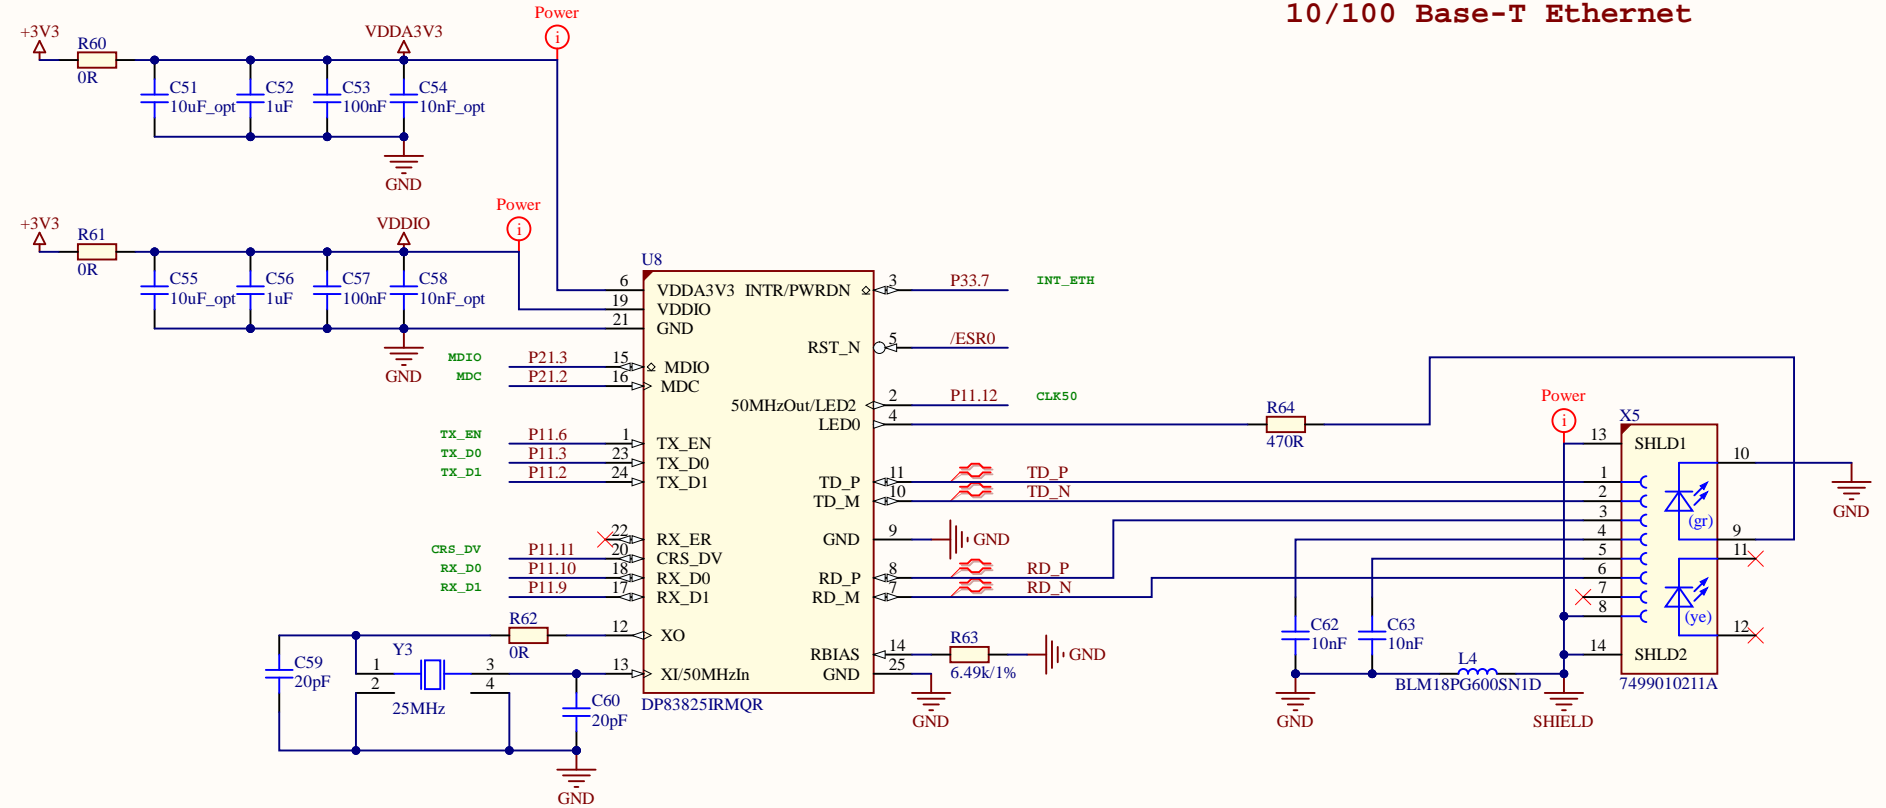 10/100 Base-T Ethernet
Power
i
+3V3
R60
0R
VDDA3V3
C51
10uF_opt
C52
1uF
C53
100nF
C54
10nF_opt
GND
Power
i
+3V3
R61
0R
VDDIO
C55
10uF_opt
C56
1uF
C57
100nF
C58
10nF_opt
GND
U8
6 VDDA3V3
19 VDDIO
21 GND
MDIO P21.3 15 MDIO
MDC P21.2 16 MDC
TX_EN P11.6 1 TX_EN
TX_D0 P11.3 23 TX_D0
TX_D1 P11.2 24 TX_D1
22 RX_ER
CRS_DV P11.11 20 CRS_DV
RX_D0 P11.10 18 RX_D0
RX_D1 P11.9 17 RX_D1
12 XO
13 XI/50MHzIn
R62
0R
C59
20pF
Y3
1
2
3
4
25MHz
C60
20pF
GND
INTR/PWRDN 3 P33.7 INT_ETH
RST_N 5 /ESR0
50MHzOut/LED2 2 P11.12 CLK50
LED0 4
TD_P 11 TD_P
TD_M 10 TD_N
GND 9 GND
RD_P 8 RD_P
RD_M 7 RD_N
RBIAS 14
GND 25
DP83825IRMQR
R63
6.49k/1%
GND
GND
R64
470R
C62
10nF
C63
10nF
GND
L4
BLM18PG600SN1D
SHIELD
Power
i
X5
13 SHLD1
1
2
3
4
5
6
7
8
14 SHLD2
10
(gr)
9
11
(ye)
12
7499010211A
GND